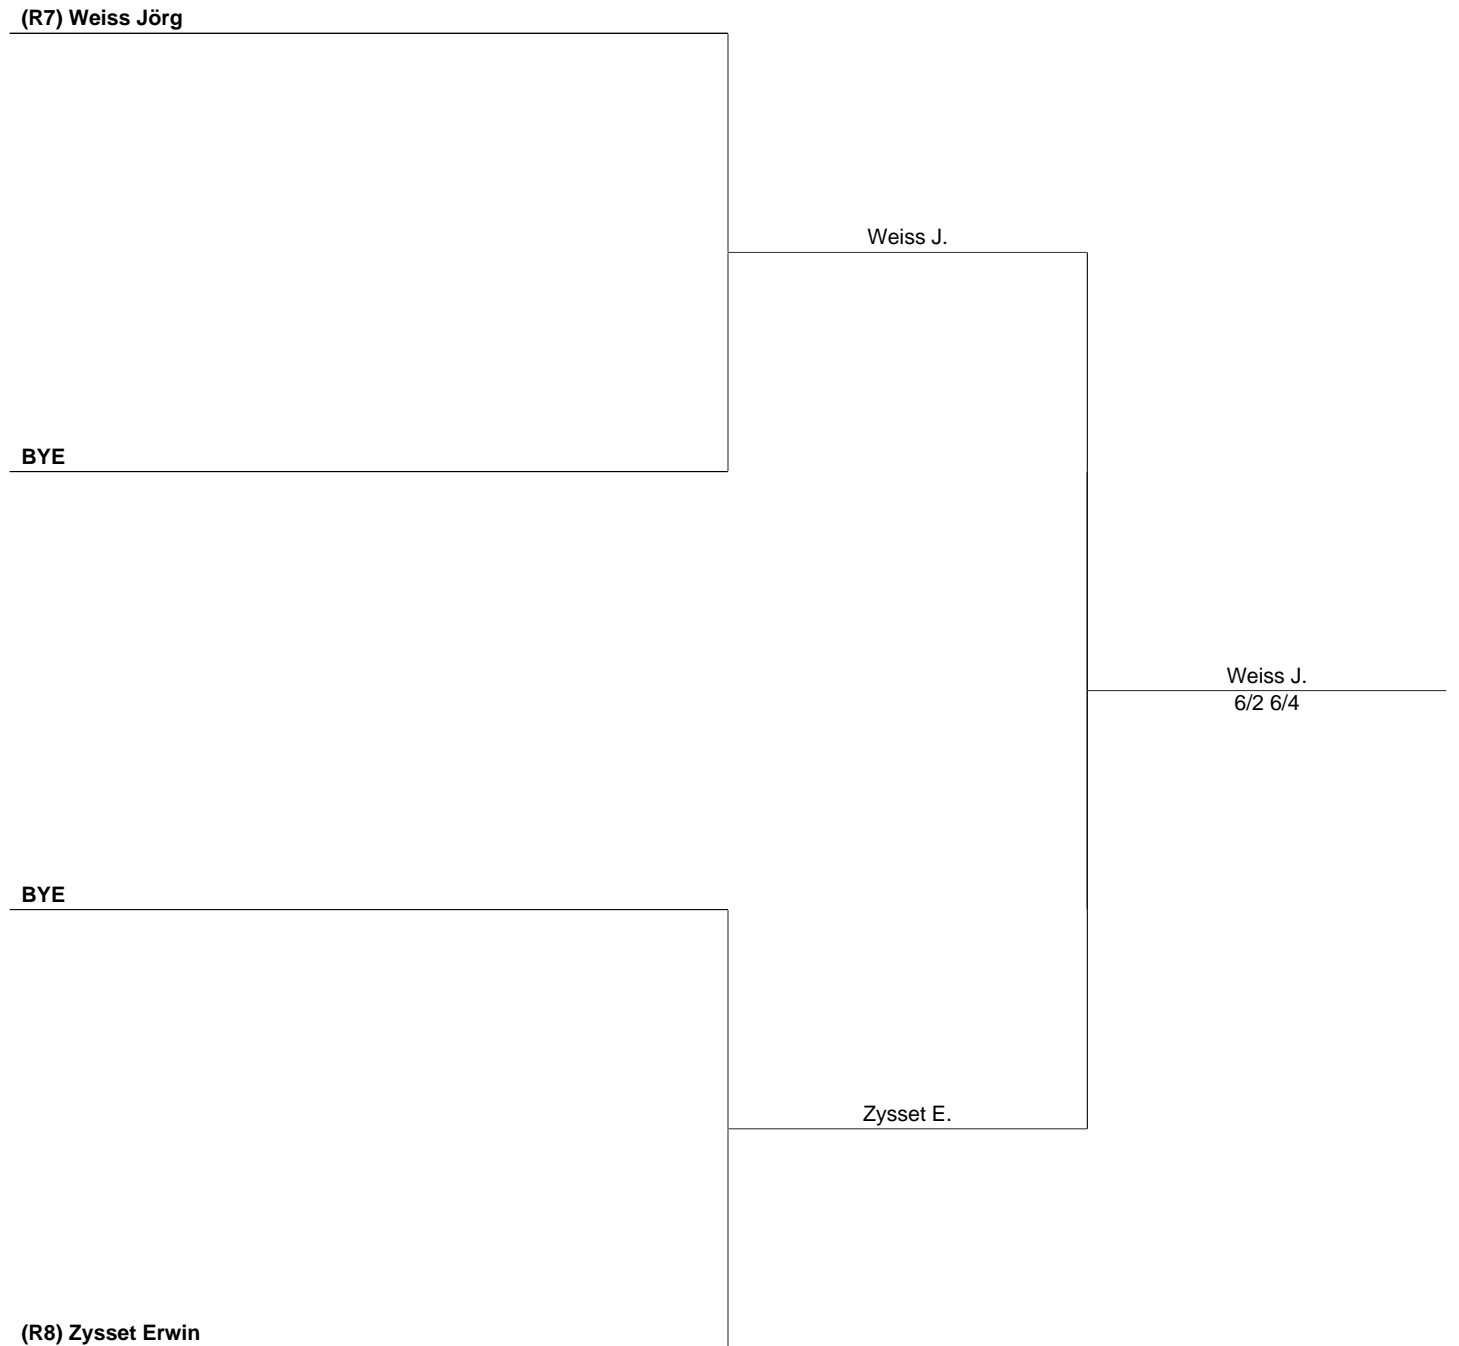 (R7) Weiss Jörg
Weiss J.
BYE
Weiss J.
6/2 6/4
BYE
Zysset E.
(R8) Zysset Erwin